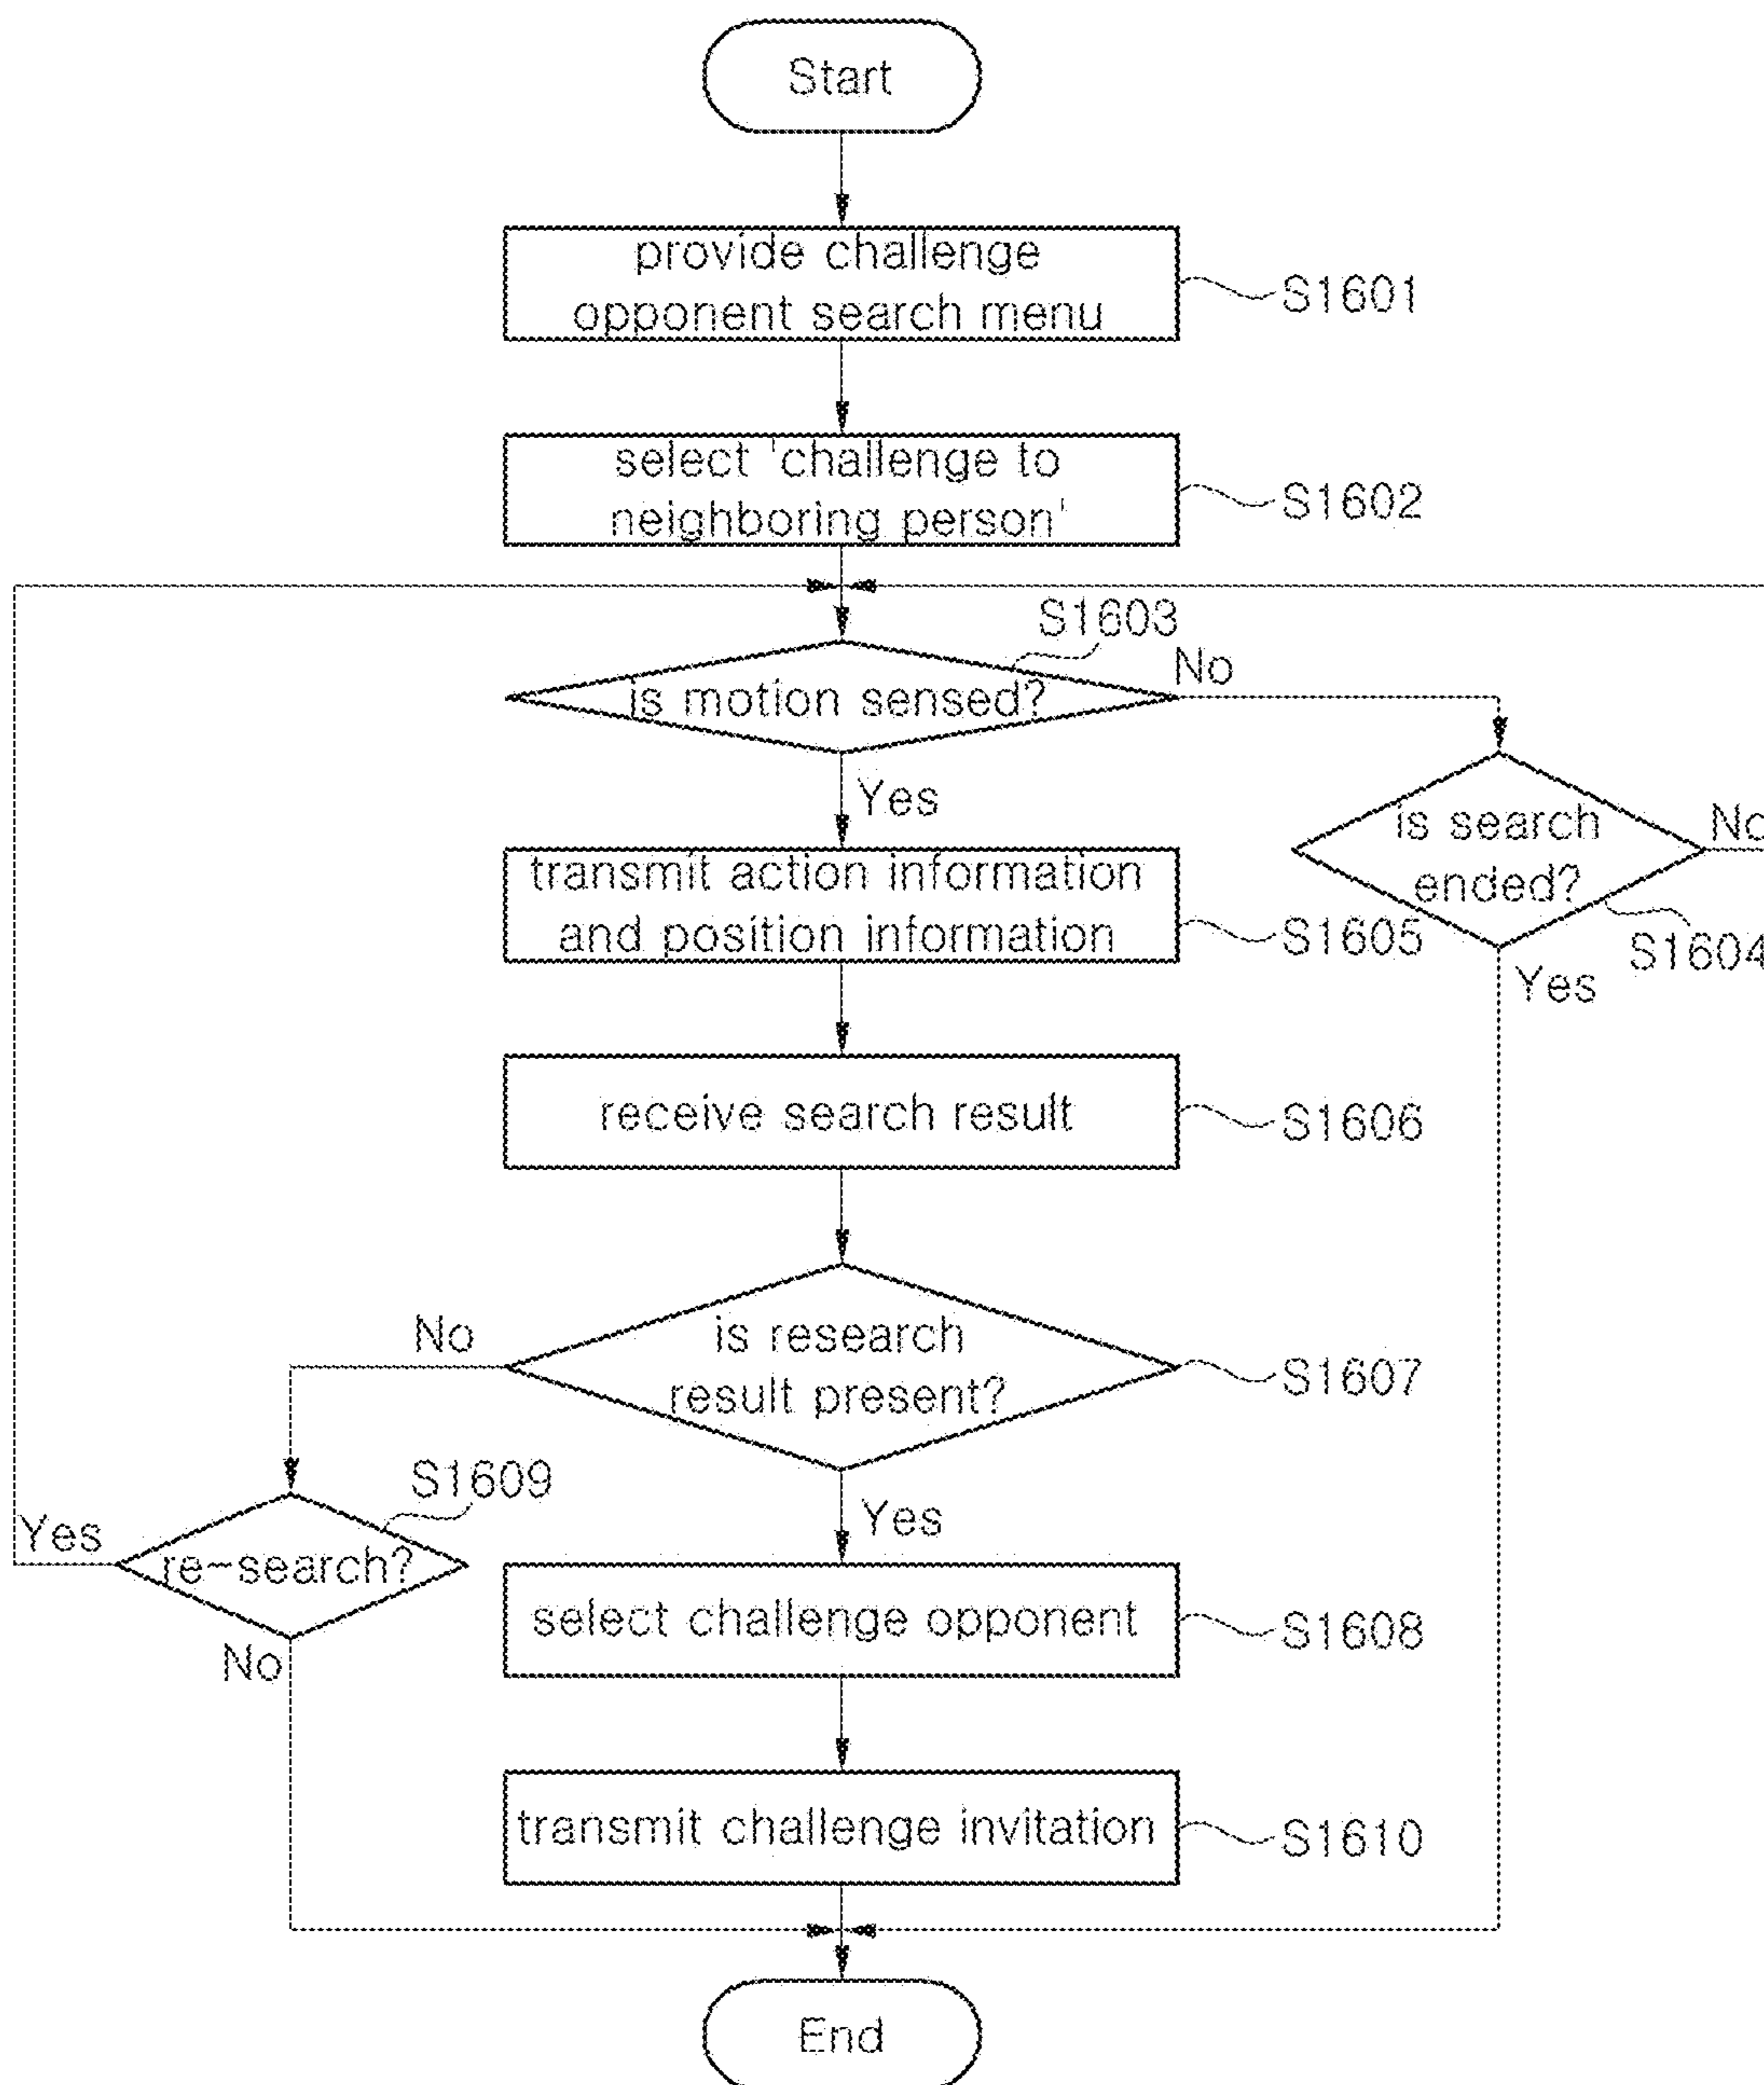 Start
provide challenge
opponent search menu
S1601
select 'challenge to
neighboring person'
S1602
S1603
is motion sensed?
No
Yes
is search
ended?
No
S1604
Yes
transmit action information
and position information
S1605
receive search result
S1606
is research
result present?
S1607
No
Yes
S1609
re-search?
Yes
No
select challenge opponent
S1608
transmit challenge invitation
S1610
End